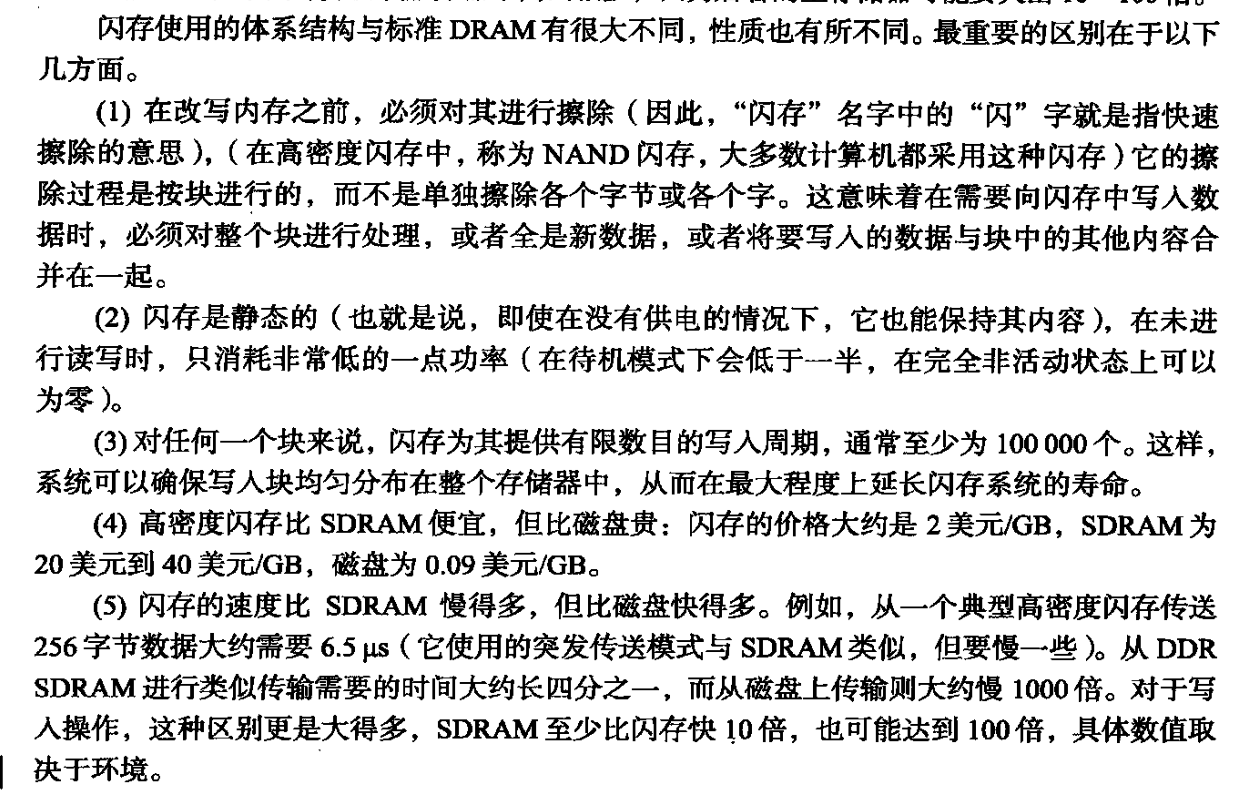 闪存使用的体系结构与标准 DRAM 有很大不同，性质也有所不同。最重要的区别在于以下
几方面。
(1) 在改写内存之前，必须对其进行擦除（因此，“闪存”名字中的“闪”字就是指快速
擦除的意思），（在高密度闪存中，称为 NAND 闪存，大多数计算机都采用这种闪存）它的擦
除过程是按块进行的，而不是单独擦除各个字节或各个字。这意味着在需要向闪存中写入数
据时，必须对整个块进行处理，或者全是新数据，或者将要写入的数据与块中的其他内容合
并在一起。
(2) 闪存是静态的（也就是说，即使在没有供电的情况下，它也能保持其内容），在未进
行读写时，只消耗非常低的一点功率（在待机模式下会低于一半，在完全非活动状态上可以
为零）。
(3) 对任何一个块来说，闪存为其提供有限数目的写入周期，通常至少为 100 000 个。这样，
系统可以确保写入块均匀分布在整个存储器中，从而在最大程度上延长闪存系统的寿命。
(4) 高密度闪存比 SDRAM 便宜，但比磁盘贵：闪存的价格大约是 2 美元/GB，SDRAM 为
20 美元到 40 美元/GB，磁盘为 0.09 美元/GB。
(5) 闪存的速度比 SDRAM 慢得多，但比磁盘快得多。例如，从一个典型高密度闪存传送
256 字节数据大约需要 6.5 μs（它使用的突发传送模式与 SDRAM 类似，但要慢一些）。从 DDR
SDRAM 进行类似传输需要的时间大约长四分之一，而从磁盘上传输则大约慢 1000 倍。对于写
入操作，这种区别更是大得多，SDRAM 至少比闪存快 10 倍，也可能达到 100 倍，具体数值取
决于环境。